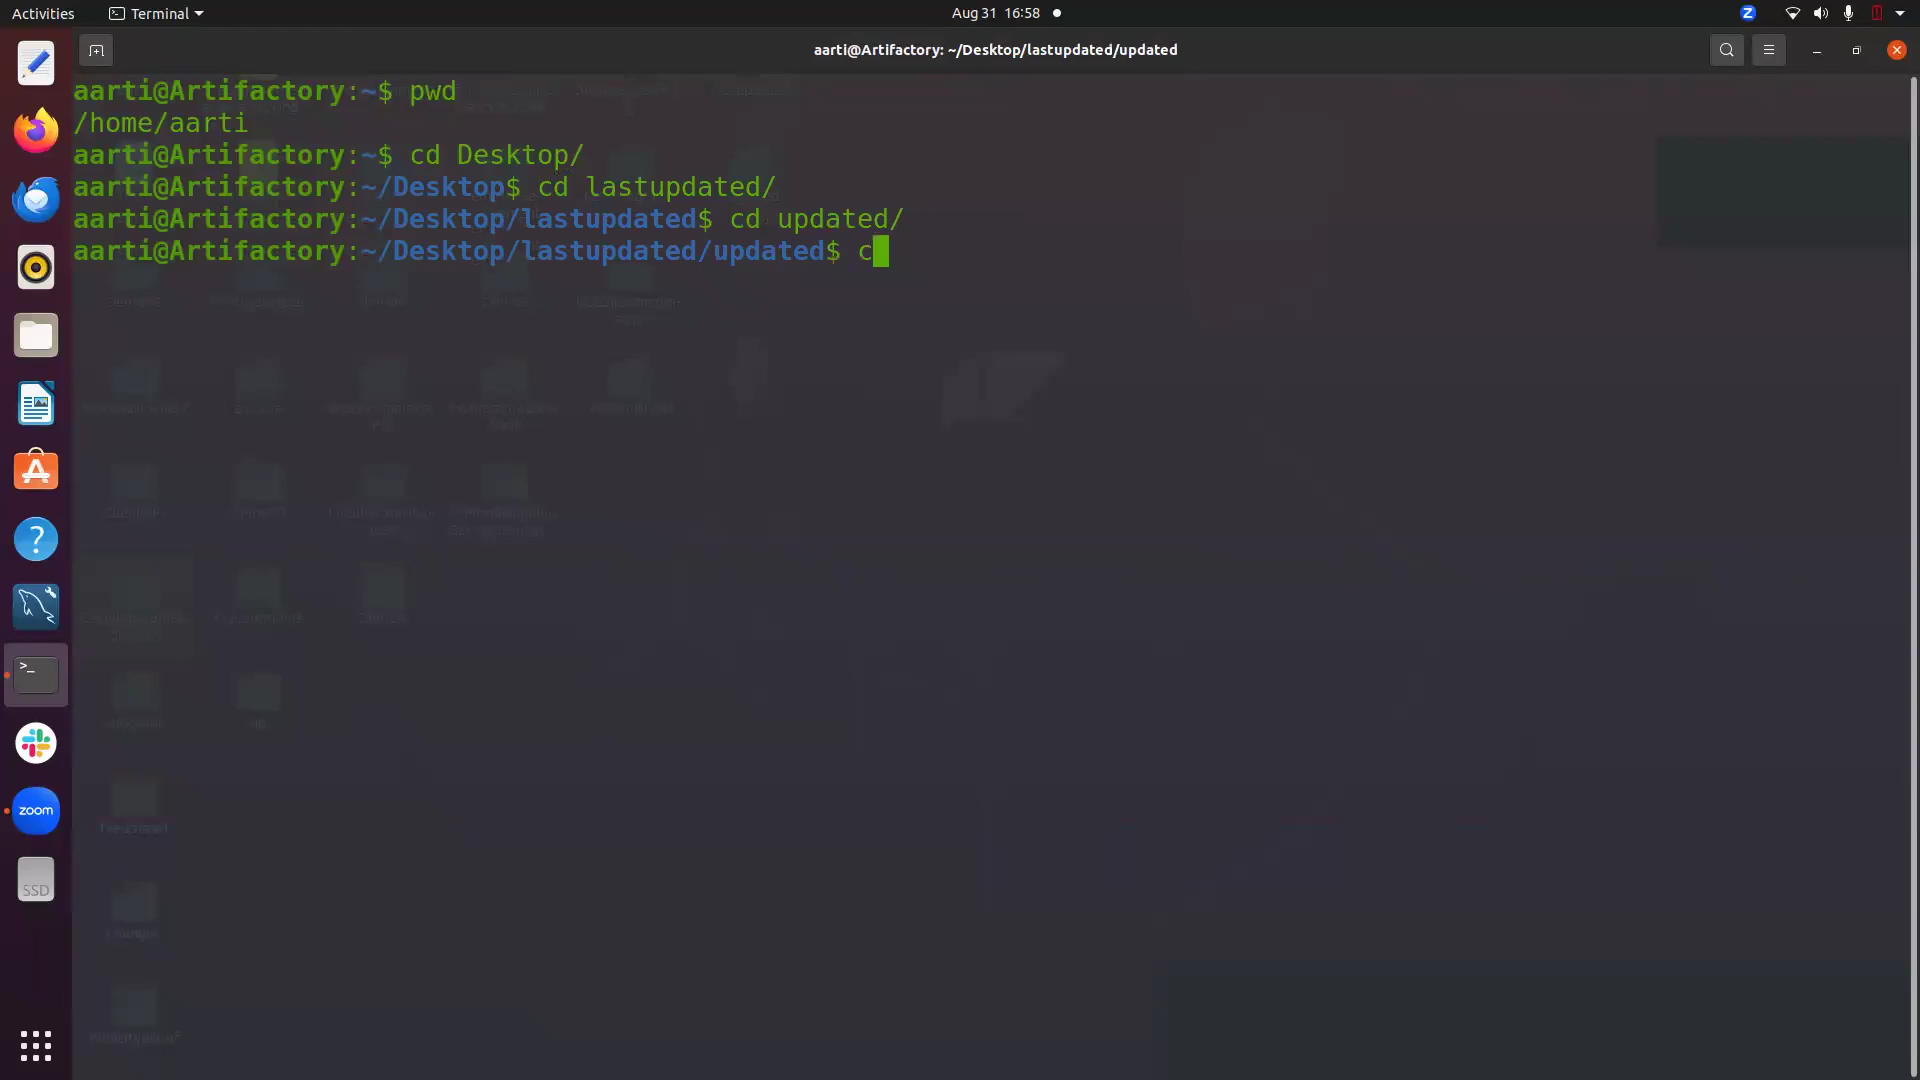 Activities
Terminal
Aug 31 16:58
Z
aarti@Artifactory: ~/Desktop/lastupdated/updated
aarti@Artifactory:~$ pwd
/home/aarti
aarti@Artifactory:~$ cd Desktop/
aarti@Artifactory:~/Desktop$ cd lastupdated/
aarti@Artifactory:~/Desktop/lastupdated$ cd updated/
aarti@Artifactory:~/Desktop/lastupdated/updated$ c
>_
zoom
SSD